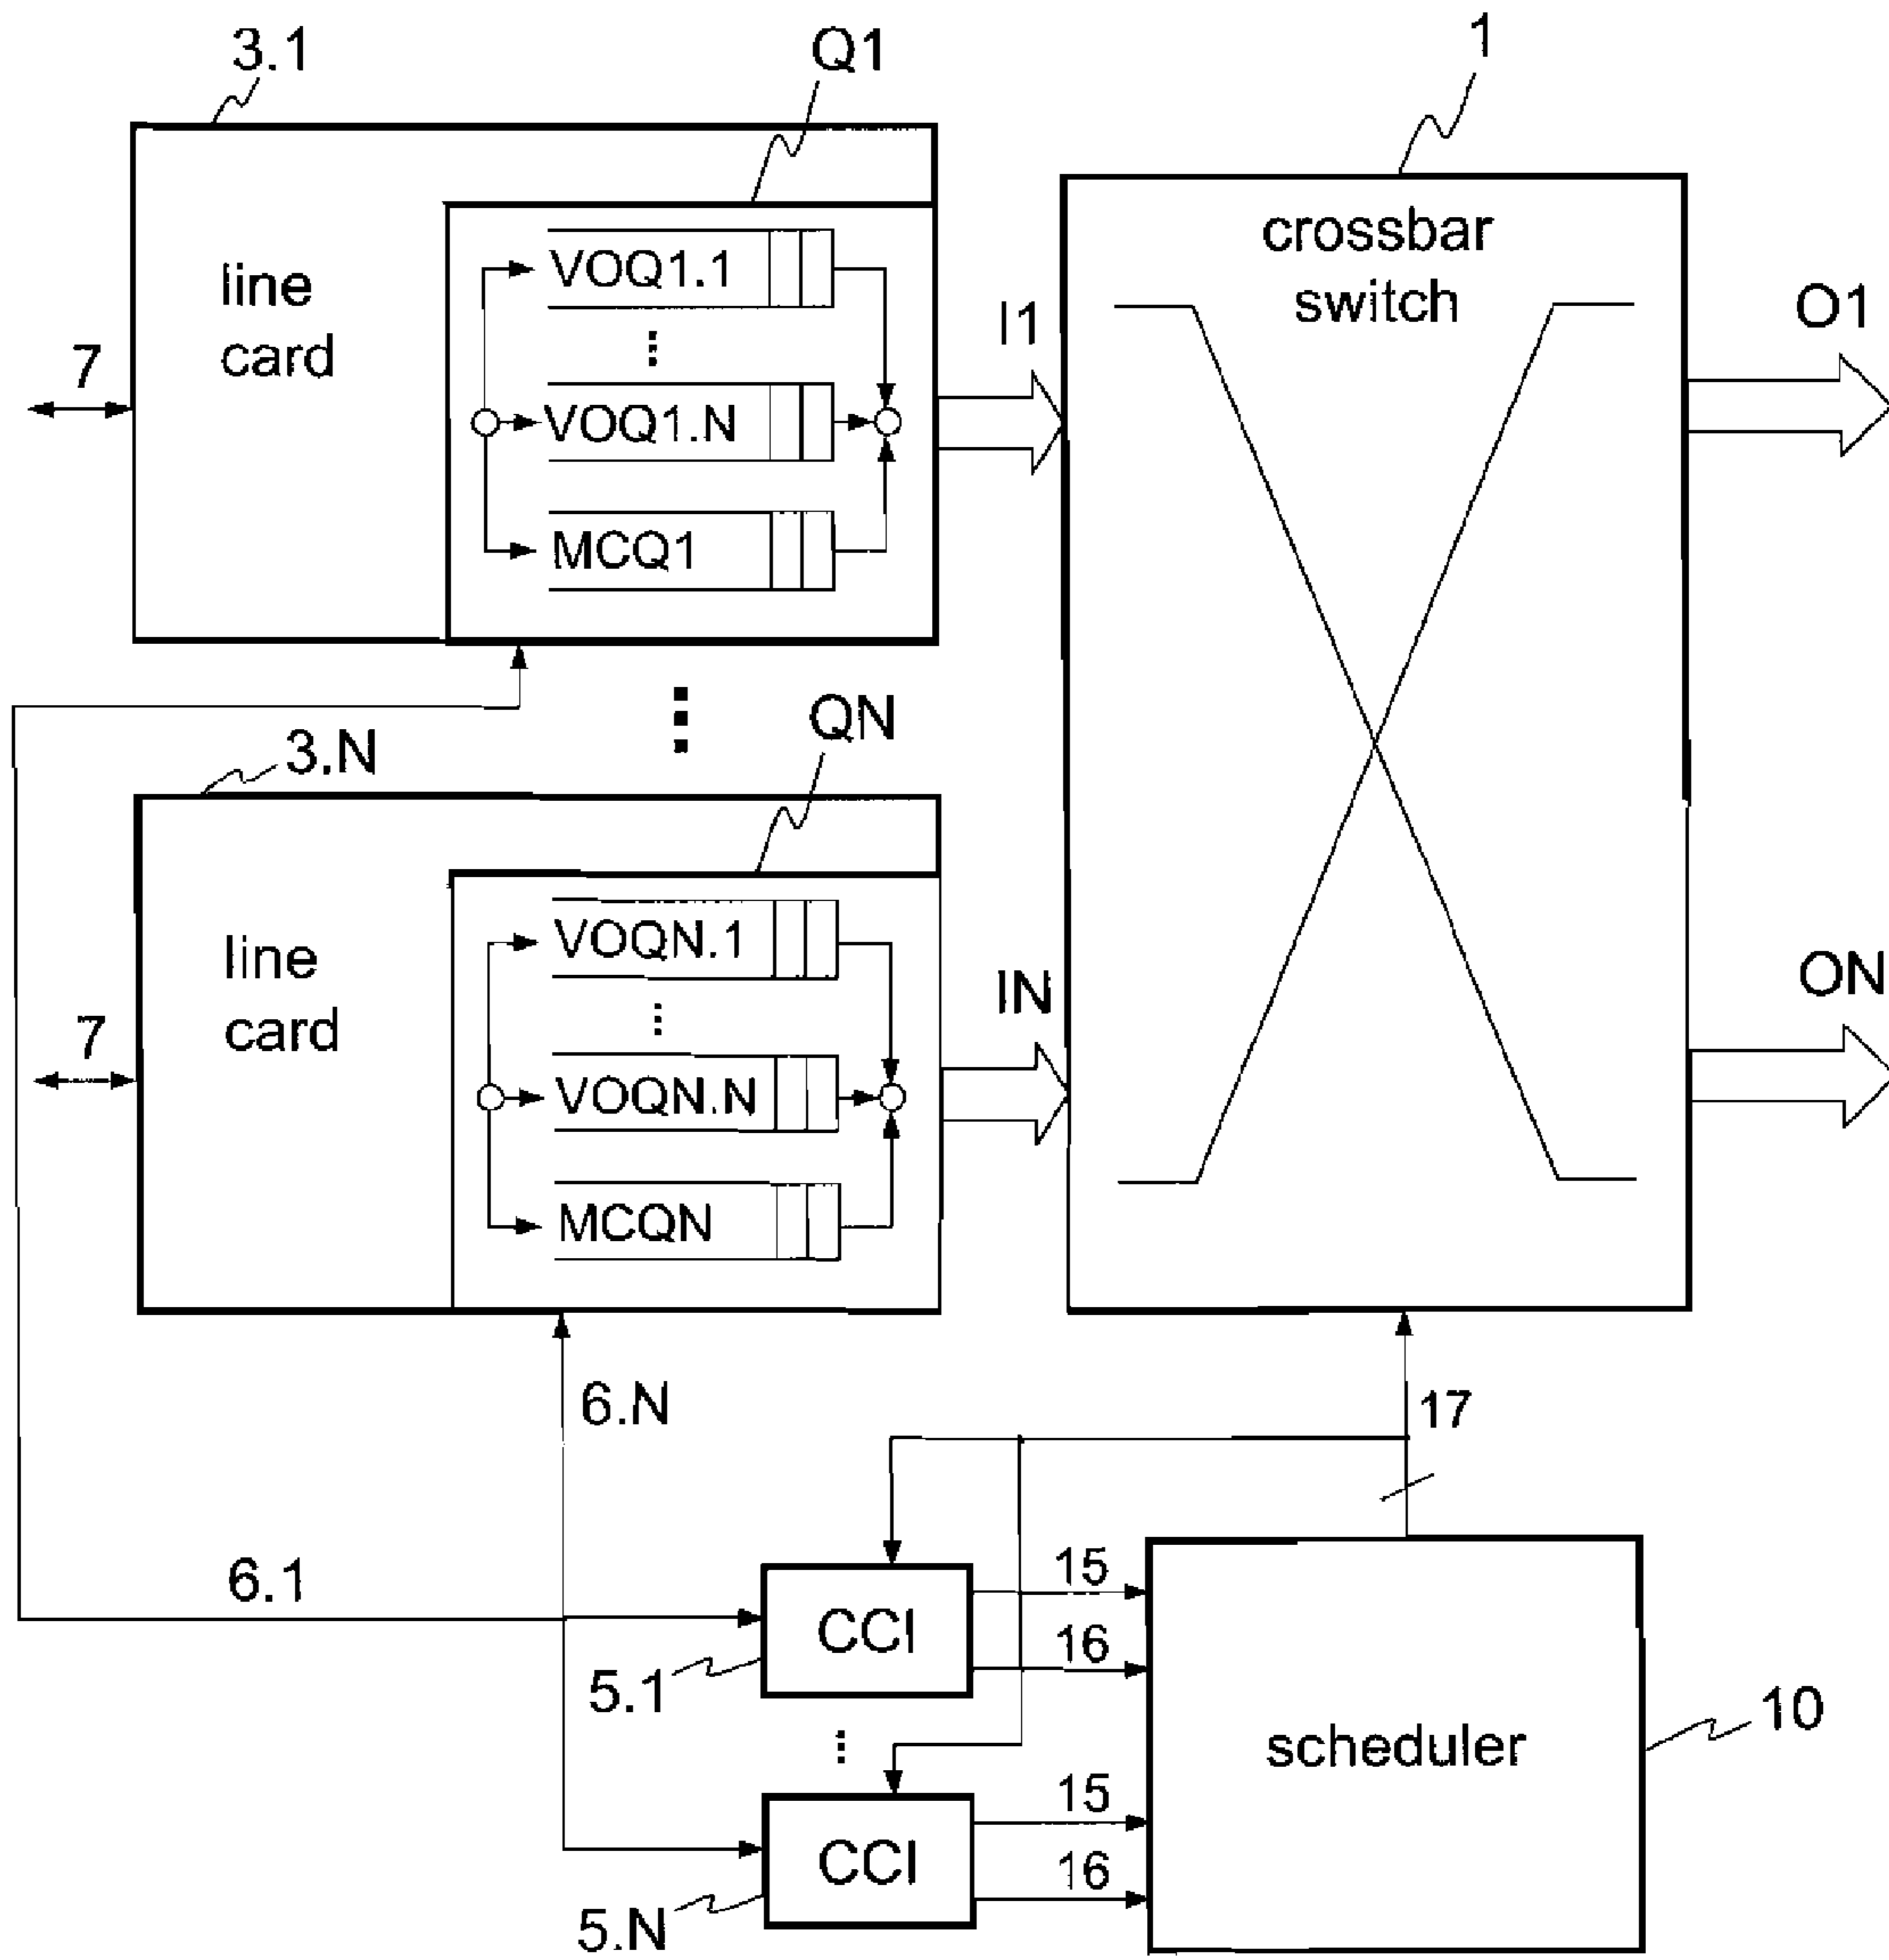 3.1
Q1
1
line
card
7
VOQ1.1
⋮
VOQ1.N
MCQ1
I1
crossbar
switch
O1
⋮
QN
3.N
line
card
7
VOQN.1
⋮
VOQN.N
MCQN
IN
ON
6.N
17
6.1
CCI
15
16
5.1
⋮
scheduler
10
CCI
15
16
5.N